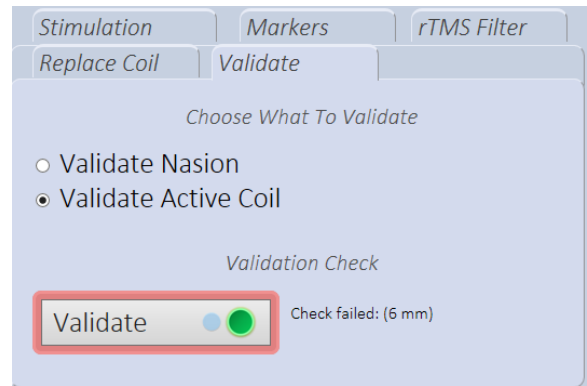 Stimulation Markers rTMS Filter
Replace Coil Validate
Choose What To Validate
Validate Nasion
Validate Active Coil
Validation Check
Validate Check failed: (6 mm)